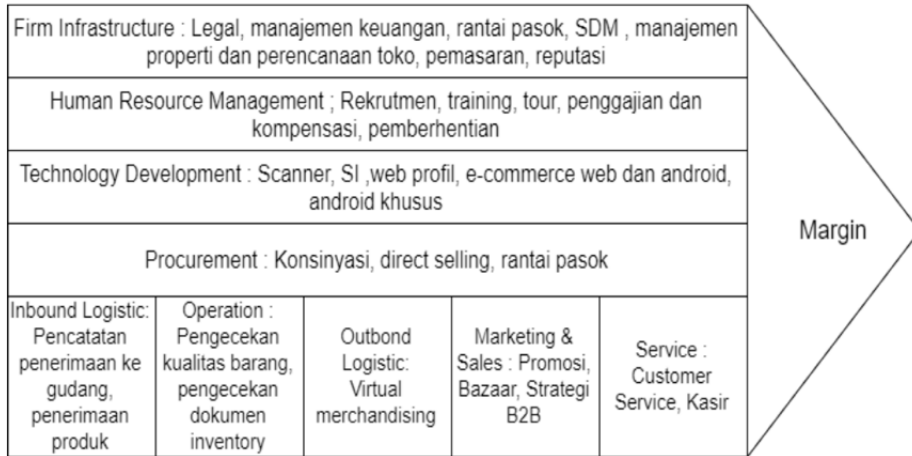 Firm Infrastructure : Legal, manajemen keuangan, rantai pasok, SDM , manajemen
properti dan perencanaan toko, pemasaran, reputasi
Human Resource Management ; Rekrutmen, training, tour, penggajian dan
kompensasi, pemberhentian
Technology Development : Scanner, SI ,web profil, e-commerce web dan android,
android khusus
Procurement : Konsinyasi, direct selling, rantai pasok
Inbound Logistic:
Pencatatan
penerimaan ke
gudang,
penerimaan
produk
Operation :
Pengecekan
kualitas barang,
pengecekan
dokumen
inventory
Outbond
Logistic:
Virtual
merchandising
Marketing &
Sales : Promosi,
Bazaar, Strategi
B2B
Service :
Customer
Service, Kasir
Margin